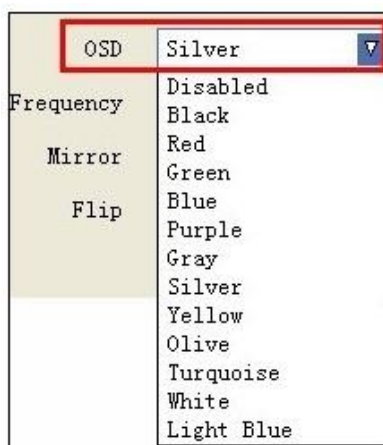 OSD Silver
Disabled
Frequency
Black
Red
Mirror
Green
Blue
Flip
Purple
Gray
Silver
Yellow
Olive
Turquoise
White
Light Blue